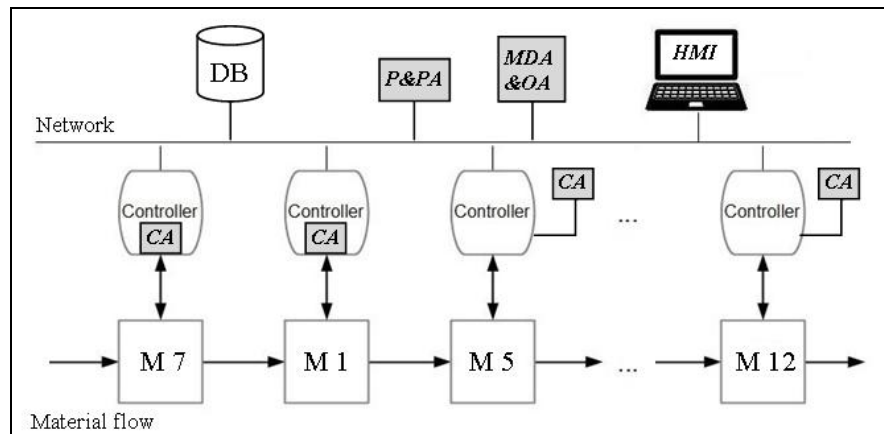 DB
P&PA
MDA
&OA
HMI
Network
Controller
CA
Controller
CA
Controller
CA
...
Controller
CA
M 7
M 1
M 5
...
M 12
Material flow